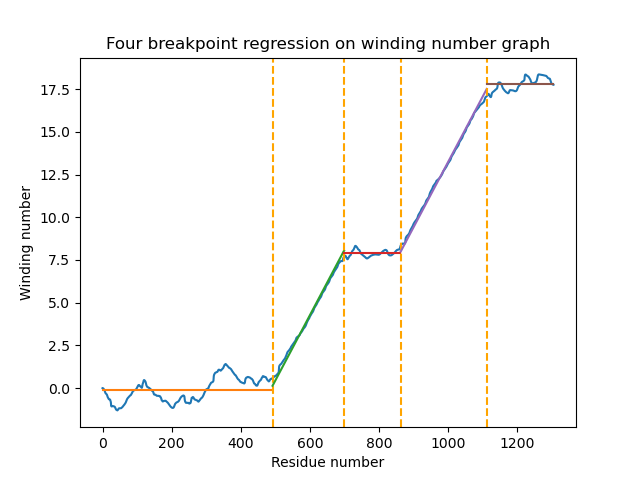 Four breakpoint regression on winding number graph
17.5
15.0
12.5
10.0
7.5
5.0
2.5
0.0
Winding number
0 200 400 600 800 1000 1200
Residue number